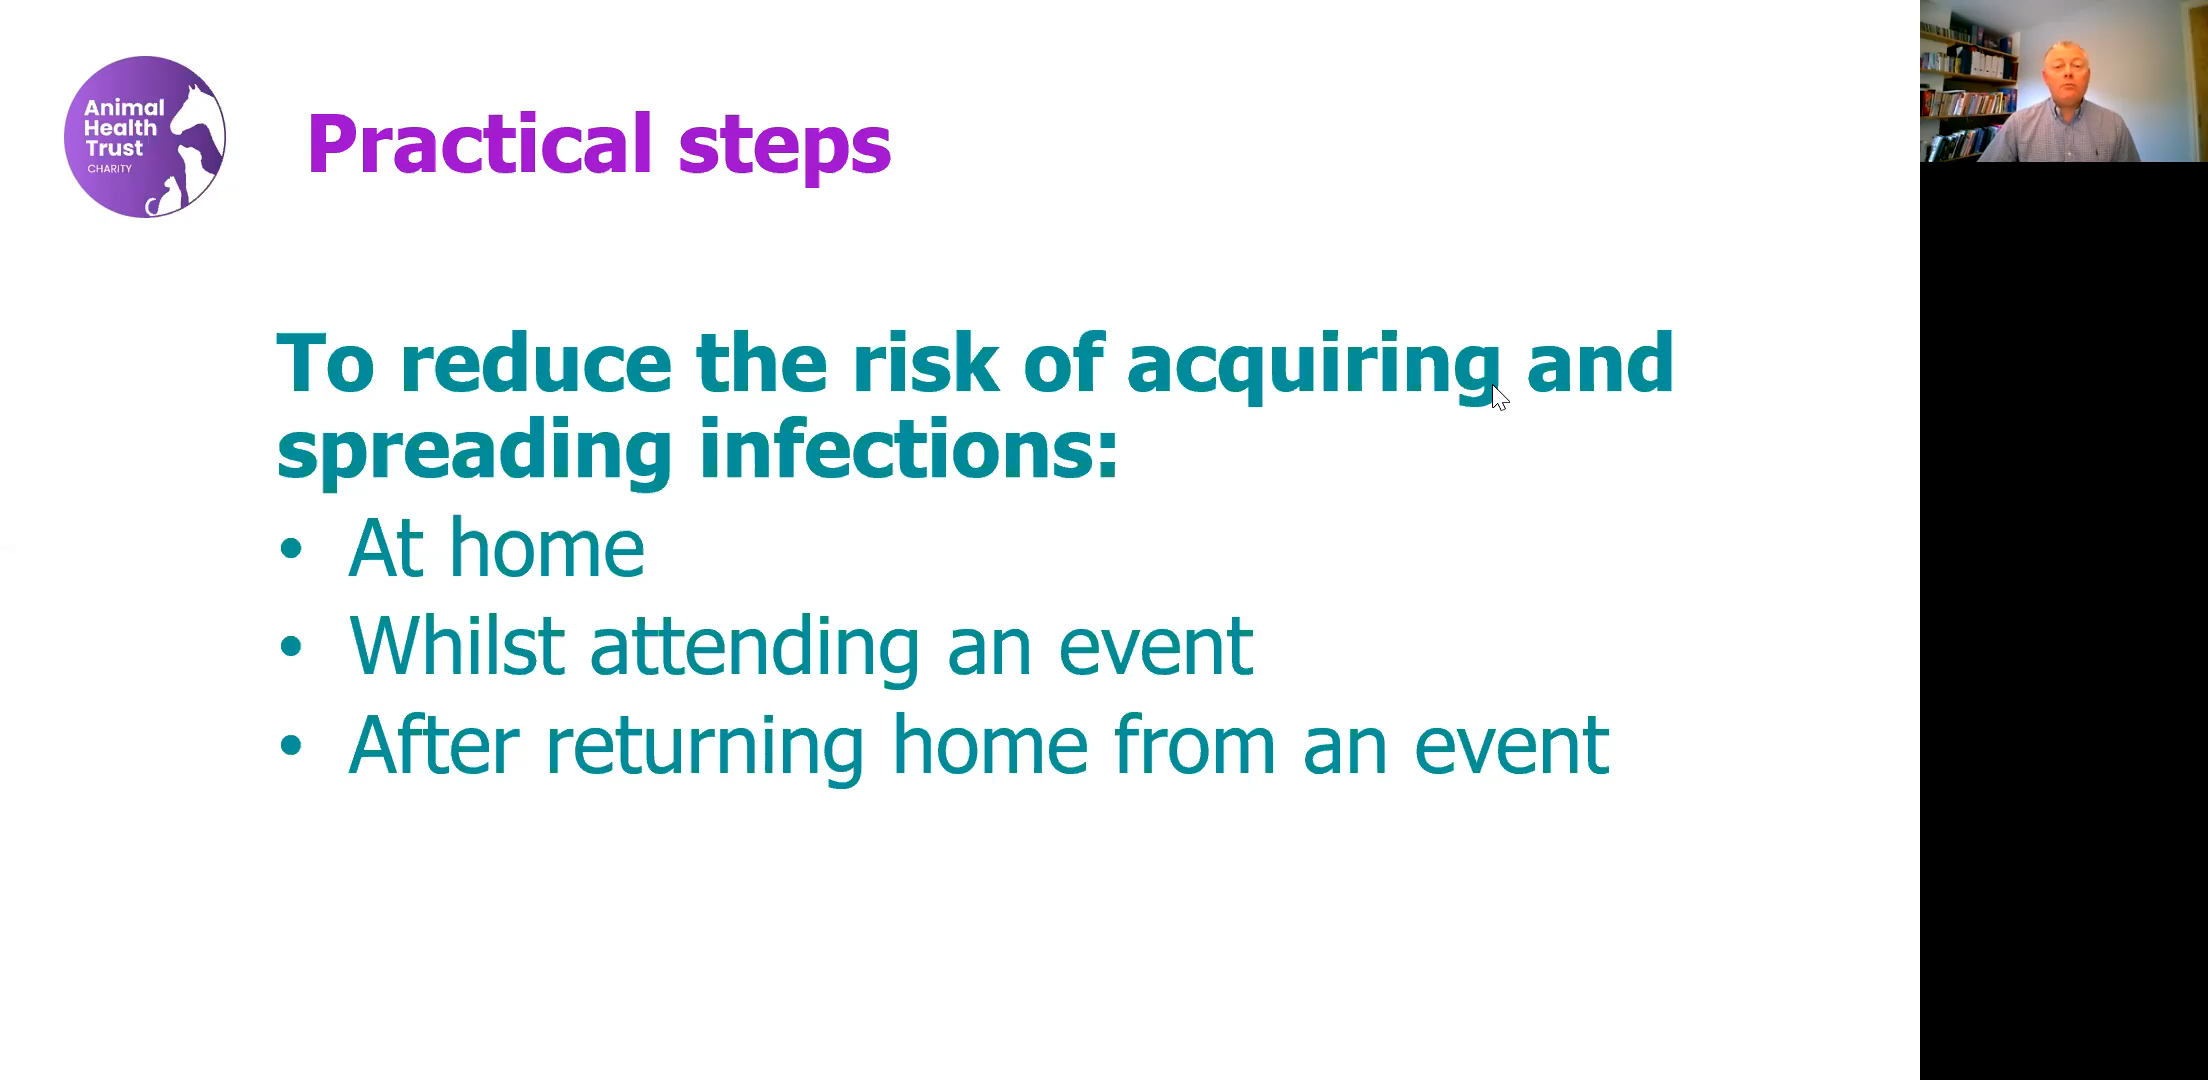 Animal
Health
Trust
CHARITY
Practical steps
To reduce the risk of acquiring and
spreading infections:
• At home
• Whilst attending an event
• After returning home from an event